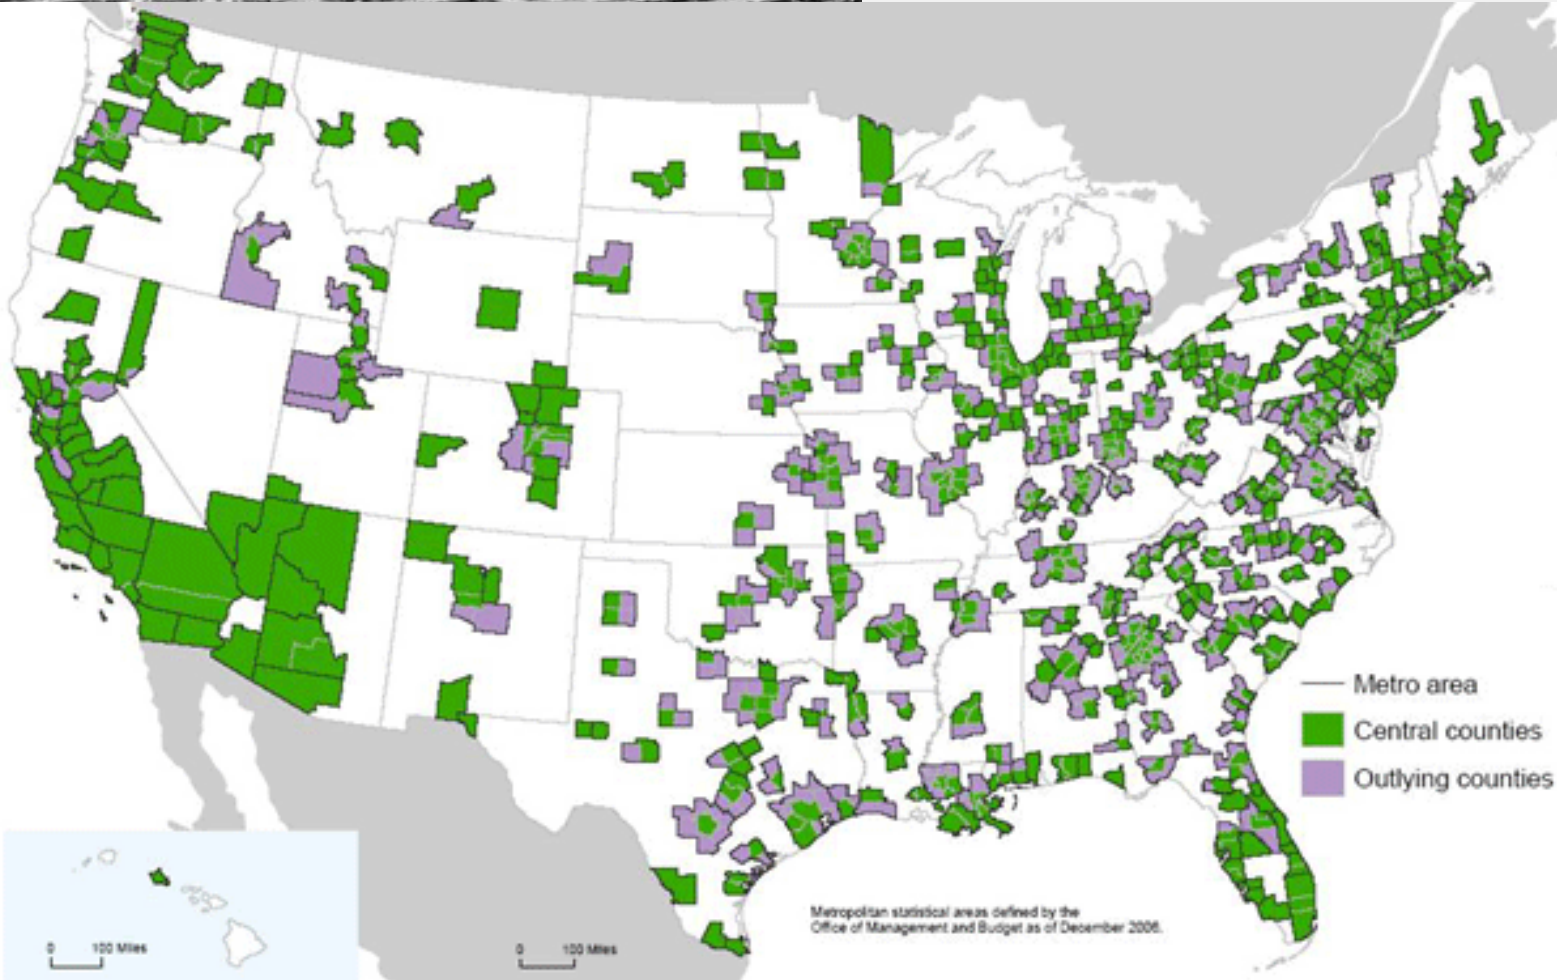 Metro area
Central counties
Outlying counties
Metropolitan statistical areas defined by the
Office of Management and Budget as of December 2006.
0 100 Miles
0 100 Miles